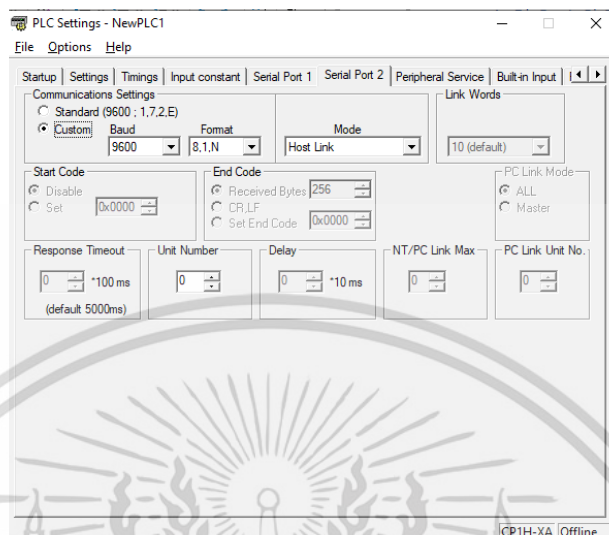 PLC Settings - NewPLC1
File Options Help
Startup Settings Timings Input constant Serial Port 1 Serial Port 2 Peripheral Service Built-in Input
Communications Settings
Link Words
Standard (9600 ; 1,7,2,E)
Custom Baud Format Mode
9600 8,1,N Host Link 10 (default)
Start Code End Code PC Link Mode
Disable Received Bytes 256 ALL
Set 0x0000 CR,LF Master
Set End Code 0x0000
Response Timeout Unit Number Delay NT/PC Link Max PC Link Unit No.
0 *100 ms 0 0 *10 ms 0 0
(default 5000ms)
CP1H-XA Offline